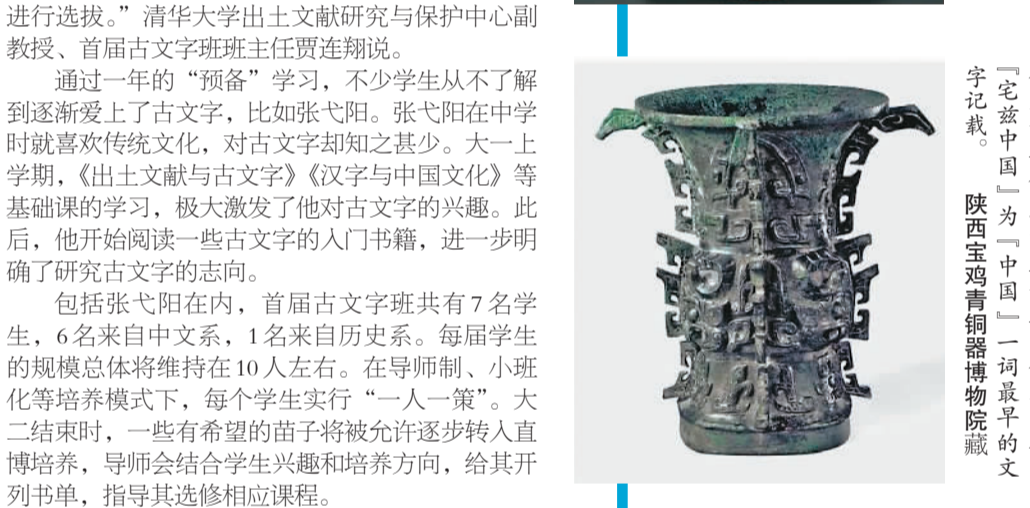 进行选拔。”清华大学出土文献研究与保护中心副
教授、首届古文字班班主任贾连翔说。
通过一年的“预备”学习，不少学生从不了解
到逐渐爱上了古文字，比如张弋阳。张弋阳在中学
时就喜欢传统文化，对古文字却知之甚少。大一上
学期，《出土文献与古文字》《汉字与中国文化》等
基础课的学习，极大激发了他对古文字的兴趣。此
后，他开始阅读一些古文字的入门书籍，进一步明
确了研究古文字的志向。
包括张弋阳在内，首届古文字班共有7名学
生，6名来自中文系，1名来自历史系。每届学生
的规模总体将维持在10人左右。在导师制、小班
化等培养模式下，每个学生实行“一人一策”。大
二结束时，一些有希望的苗子将被允许逐步转入直
博培养，导师会结合学生兴趣和培养方向，给其开
列书单，指导其选修相应课程。
『宅兹中国』为『中国』一词最早的文
字记载。 陕西宝鸡青铜器博物院藏